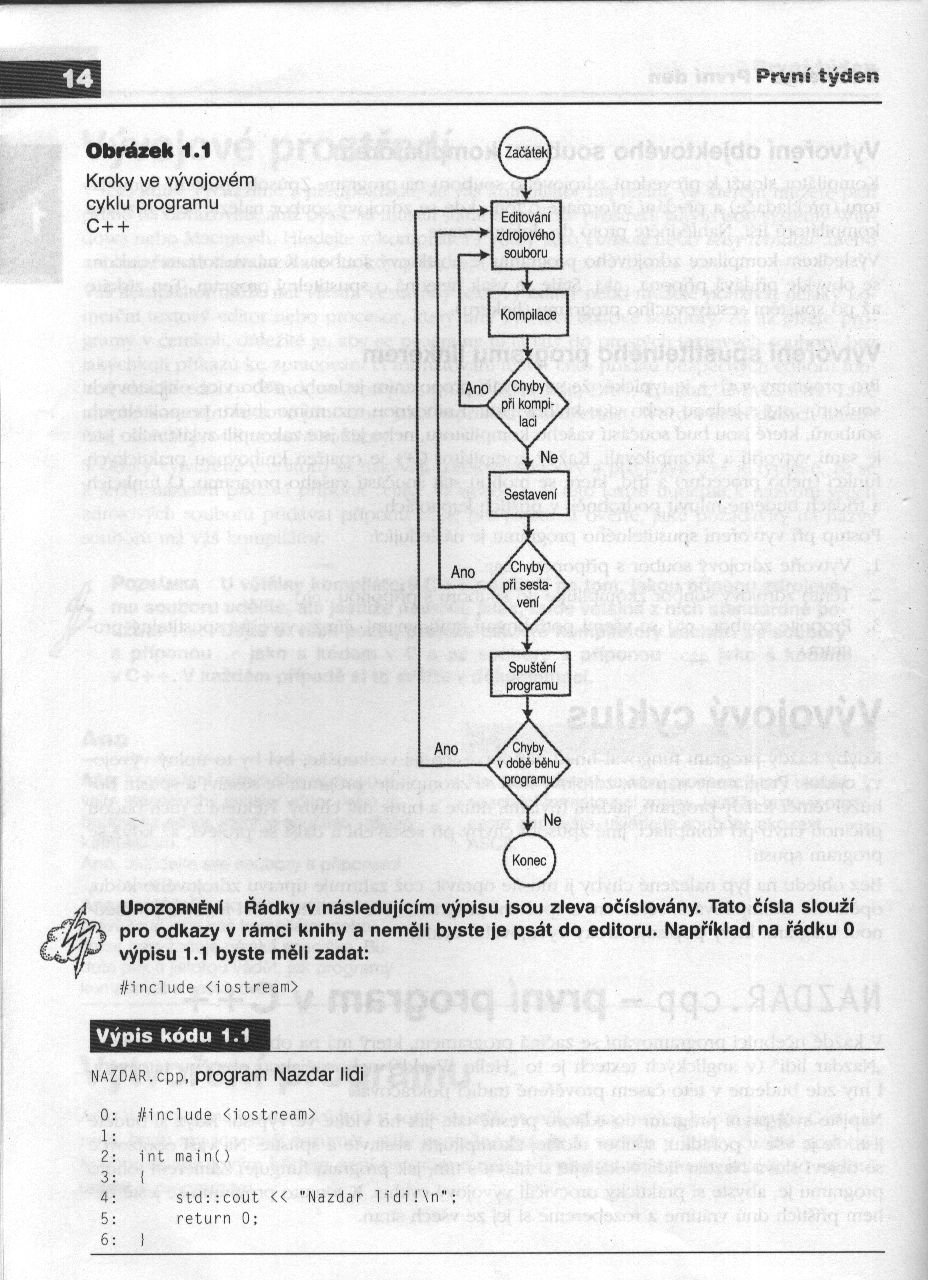 14
První týden
Obrázek 1.1
Kroky ve vývojovém
cyklu programu
C++
Začátek
Editování
zdrojového
souboru
Kompilace
Ano
Chyby
při kompi-
laci
Ne
Sestavení
Ano
Chyby
při sesta-
vení
Spuštění
programu
Ano
Chyby
v době běhu
programu
Ne
Konec
UPOZORNĚNÍ Řádky v následujícím výpisu jsou zleva očíslovány. Tato čísla slouží
pro odkazy v rámci knihy a neměli byste je psát do editoru. Například na řádku 0
výpisu 1.1 byste měli zadat:
#include <iostream>
Výpis kódu 1.1
NAZDAR.cpp, program Nazdar lidi
0: #include <iostream>
1:
2: int main()
3: {
4: std::cout << "Nazdar lidi!\n";
5: return 0;
6: }